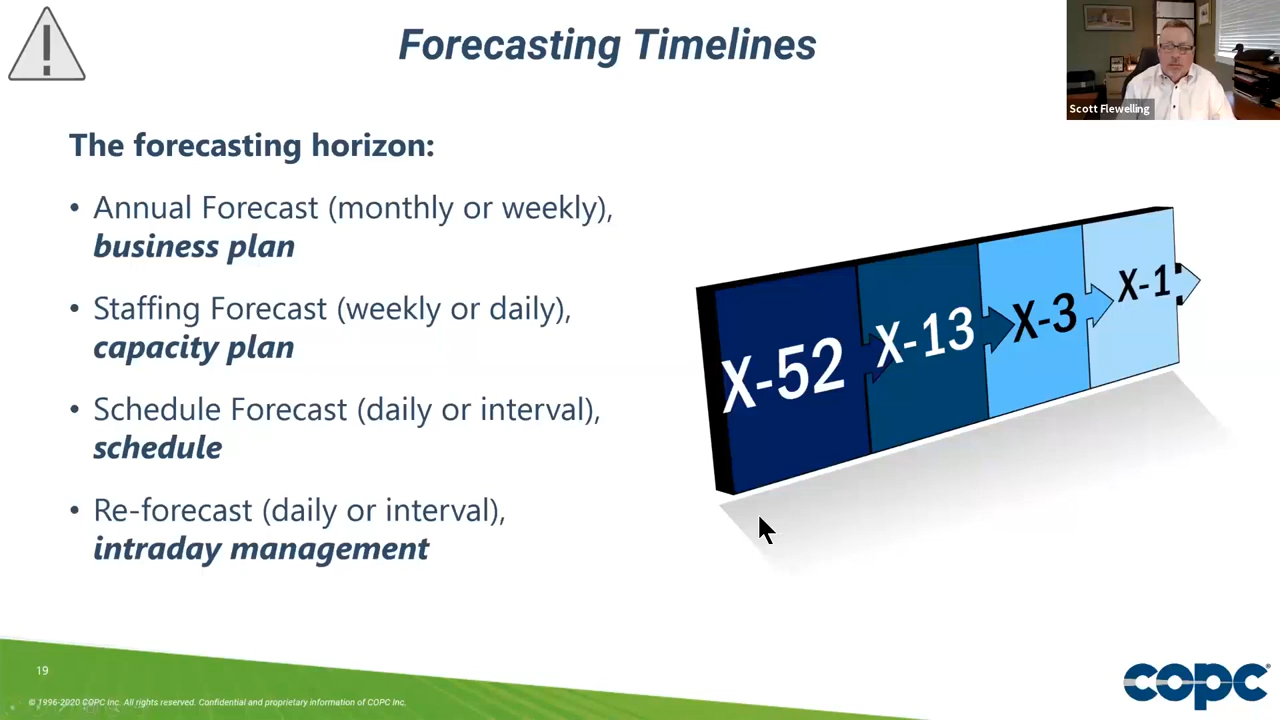 Forecasting Timelines
Scott Flewelling
The forecasting horizon:
• Annual Forecast (monthly or weekly),
business plan
• Staffing Forecast (weekly or daily),
capacity plan
• Schedule Forecast (daily or interval),
schedule
• Re-forecast (daily or interval),
intraday management
X-52
X-13
X-3
X-1
19
© 1996-2020 COPC Inc. All rights reserved. Confidential and proprietary information of COPC Inc.
copc®